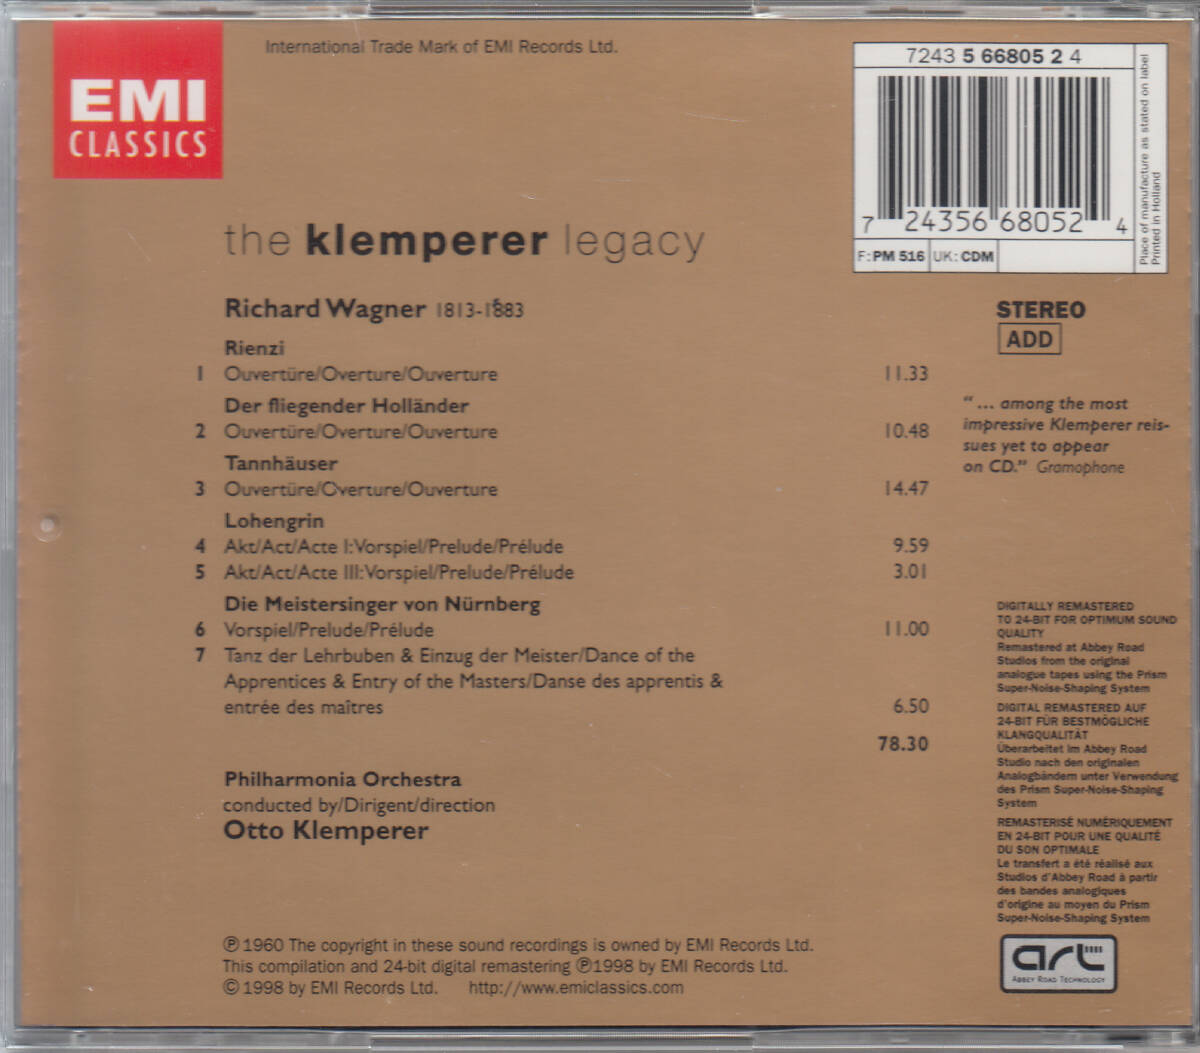 EMI
CLASSICS
International Trade Mark of EMI Records Ltd.
7243 5 66805 2 4
7 24356 68052 4
F: PM 516 UK: CDM
Place of manufacture as stated on label
Printed in Holland
the klemperer legacy
Richard Wagner 1813-1883
Rienzi
1 Ouvertüre/Overture/Ouverture 11.33
Der fliegender Holländer
2 Ouvertüre/Overture/Ouverture 10.48
Tannhäuser
3 Ouvertüre/Overture/Ouverture 14.47
Lohengrin
4 Akt/Act/Acte I: Vorspiel/Prelude/Prélude 9.59
5 Akt/Act/Acte III: Vorspiel/Prelude/Prélude 3.01
Die Meistersinger von Nürnberg
6 Vorspiel/Prelude/Prélude 11.00
7 Tanz der Lehrbuben & Einzug der Meister/Dance of the
Apprentices & Entry of the Masters/Danse des apprentis &
entrée des maîtres 6.50
78.30
Philharmonia Orchestra
conducted by/Dirigent/direction
Otto Klemperer
STEREO
ADD
“ ... among the most
impressive Klemperer reis-
sues yet to appear
on CD.” Gramophone
DIGITALLY REMASTERED
TO 24-BIT FOR OPTIMUM SOUND
QUALITY
Remastered at Abbey Road
Studios from the original
analogue tapes using the Prism
Super-Noise-Shaping System
DIGITAL REMASTERED AUF
24-BIT FÜR BESTMÖGLICHE
KLANGQUALITÄT
Überarbeitet im Abbey Road
Studio nach den originalen
Analogbändern unter Verwendung
des Prism Super-Noise-Shaping
System
REMASTERISÉ NUMÉRIQUEMENT
EN 24-BIT POUR UNE QUALITÉ
DU SON OPTIMALE
Le transfert a été réalisé aux
Studios d'Abbey Road à partir
des bandes analogiques
d'origine au moyen du Prism
Super-Noise-Shaping System
art
ABBEY ROAD TECHNOLOGY
℗ 1960 The copyright in these sound recordings is owned by EMI Records Ltd.
This compilation and 24-bit digital remastering ℗1998 by EMI Records Ltd.
© 1998 by EMI Records Ltd. http://www.emiclassics.com